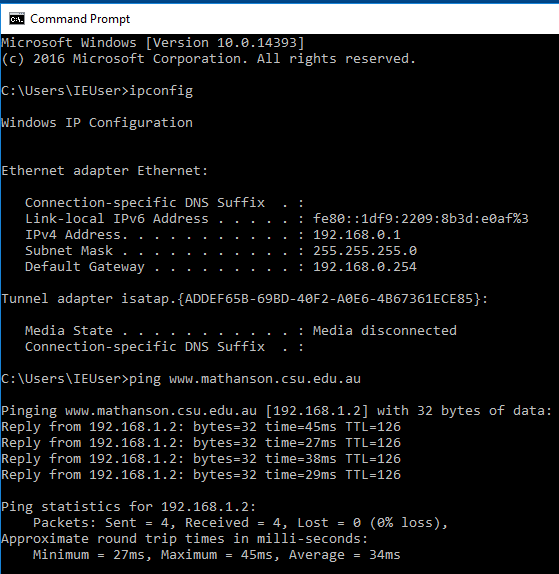 Command Prompt
Microsoft Windows [Version 10.0.14393]
(c) 2016 Microsoft Corporation. All rights reserved.
C:\Users\IEUser>ipconfig
Windows IP Configuration
Ethernet adapter Ethernet:
   Connection-specific DNS Suffix  . :
   Link-local IPv6 Address . . . . . : fe80::1df9:2209:8b3d:e0af%3
   IPv4 Address. . . . . . . . . . . : 192.168.0.1
   Subnet Mask . . . . . . . . . . . : 255.255.255.0
   Default Gateway . . . . . . . . . : 192.168.0.254
Tunnel adapter isatap.{ADDEF65B-69BD-40F2-A0E6-4B67361ECE85}:
   Media State . . . . . . . . . . . : Media disconnected
   Connection-specific DNS Suffix  . :
C:\Users\IEUser>ping www.mathanson.csu.edu.au
Pinging www.mathanson.csu.edu.au [192.168.1.2] with 32 bytes of data:
Reply from 192.168.1.2: bytes=32 time=45ms TTL=126
Reply from 192.168.1.2: bytes=32 time=27ms TTL=126
Reply from 192.168.1.2: bytes=32 time=38ms TTL=126
Reply from 192.168.1.2: bytes=32 time=29ms TTL=126
Ping statistics for 192.168.1.2:
    Packets: Sent = 4, Received = 4, Lost = 0 (0% loss),
Approximate round trip times in milli-seconds:
    Minimum = 27ms, Maximum = 45ms, Average = 34ms